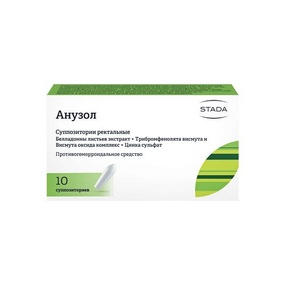 STADA
Анузол
Суппозитории ректальные
Белладонны листьев экстракт + Трибромфенолята висмута и
Висмута оксида комплекс + Цинка сульфат
Противогеморроидальное средство
10
суппозиториев